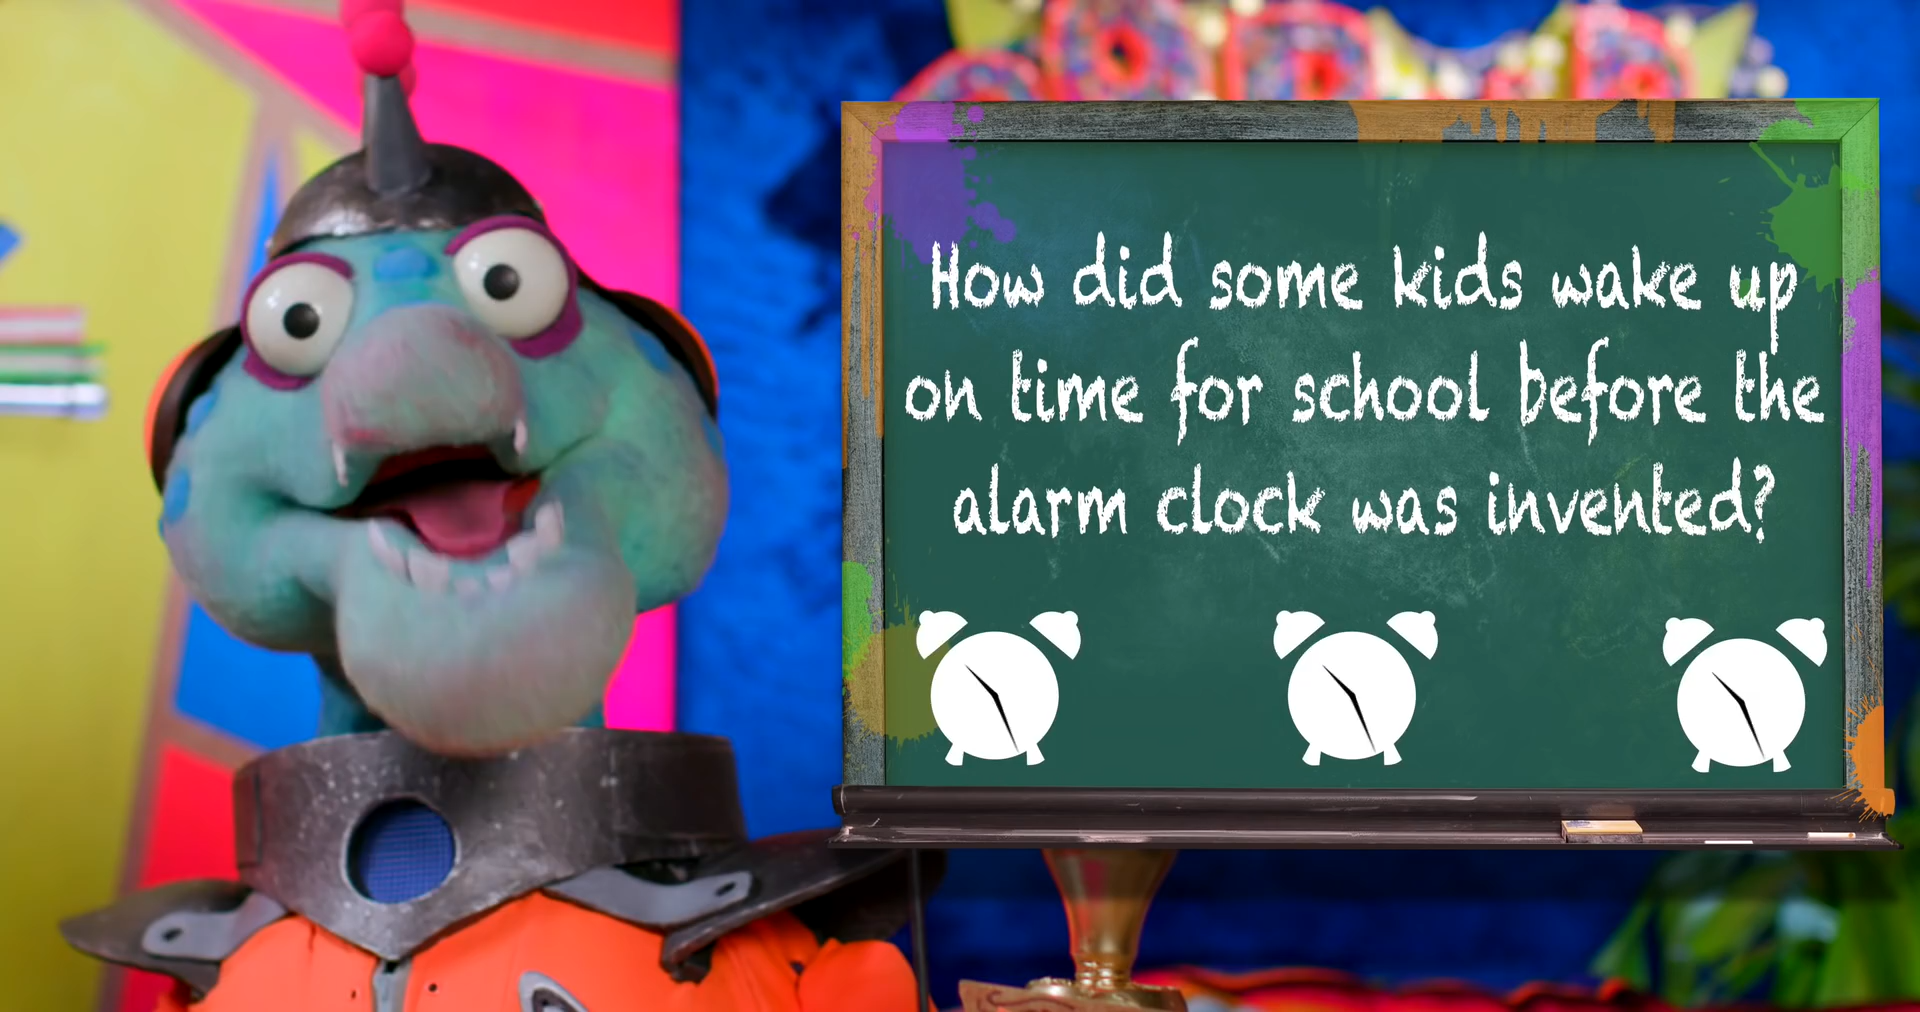 How did some kids wake up
on time for school before the
alarm clock was invented?